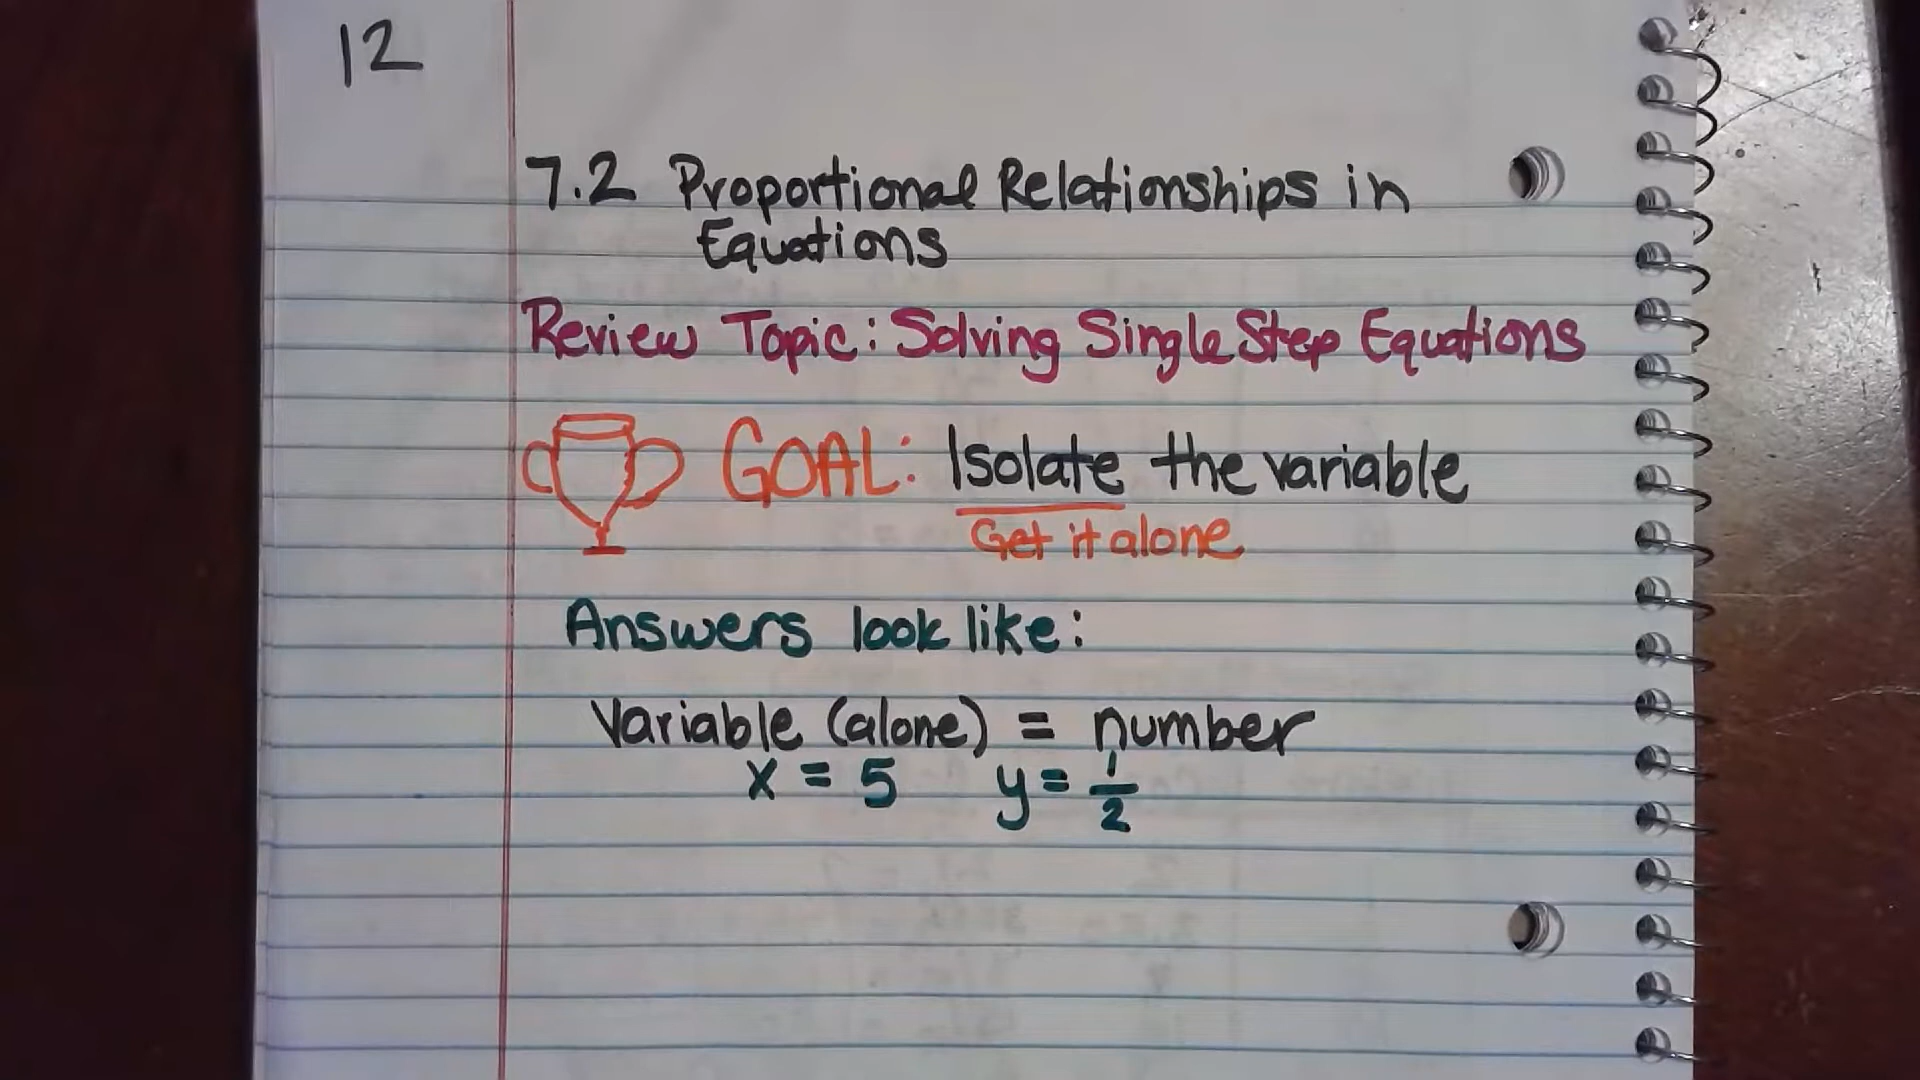 12
7.2 Proportional Relationships in
Equations
Review Topic: Solving Single Step Equations
GOAL: Isolate the variable
Get it alone
Answers look like:
Variable (alone) = number
x = 5 y = 1/2